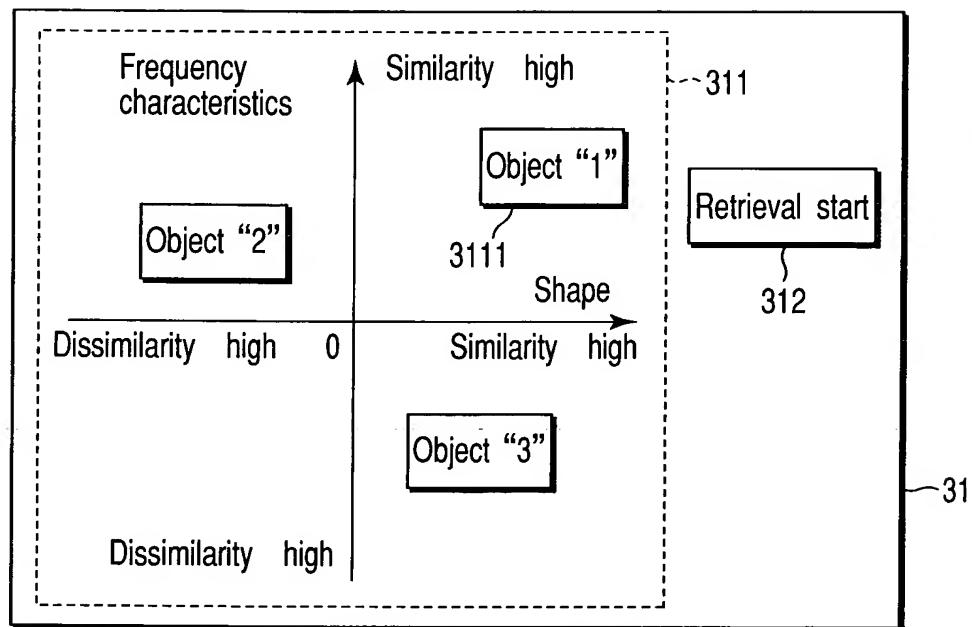 Frequency
characteristics
Similarity high
311
Object “1”
Retrieval start
Object “2”
3111
312
Shape
Dissimilarity high 0
Similarity high
Object “3”
31
Dissimilarity high